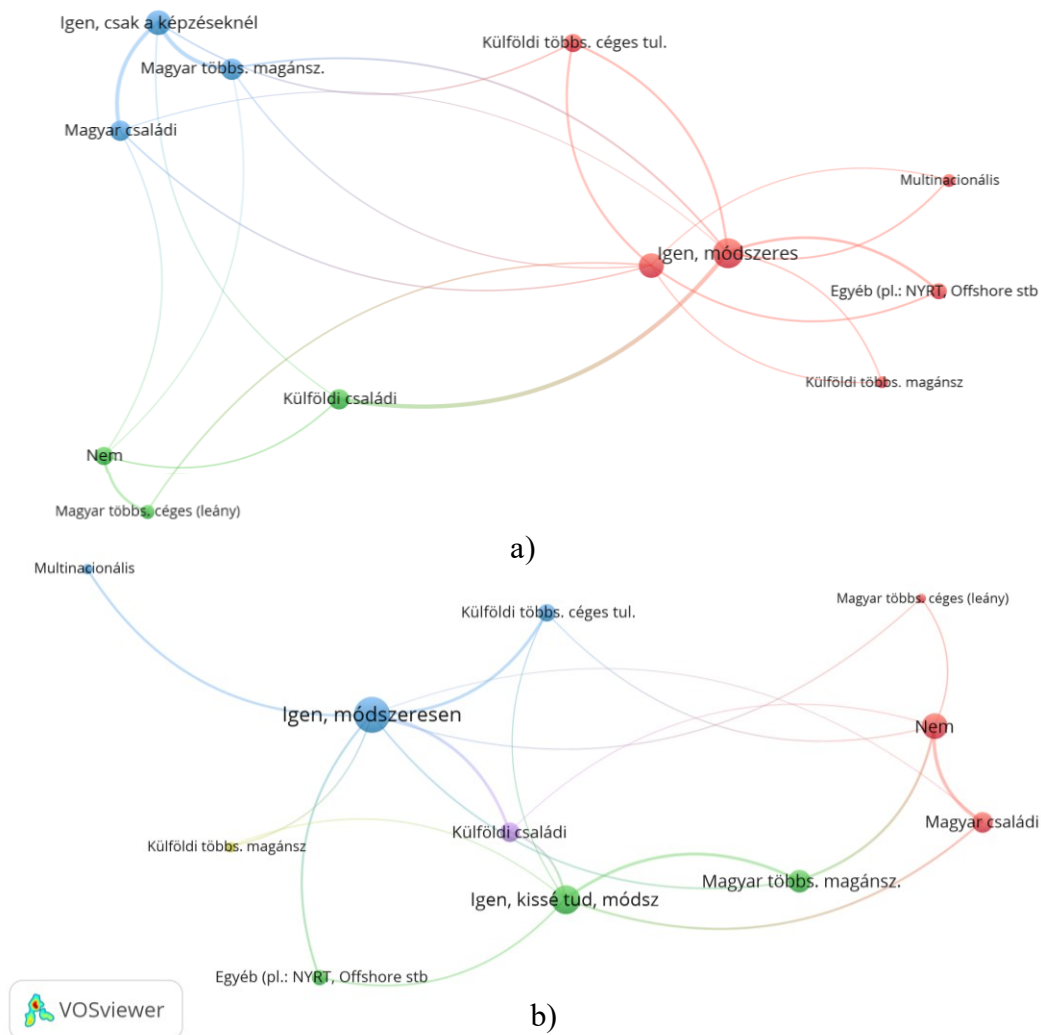 Igen, csak a képzéseknél
Külföldi többs. céges tul.
Magyar többs. magánsz.
Magyar családi
Multinacionális
Igen, módszeres
Egyéb (pl.: NYRT, Offshore stb
Külföldi többs. magánsz
Külföldi családi
Nem
Magyar többs. céges (leány)
a)
Multinacionális
Magyar többs. céges (leány)
Külföldi többs. céges tul.
Igen, módszeresen
Nem
Magyar családi
Külföldi családi
Külföldi többs. magánsz
Magyar többs. magánsz.
Igen, kissé tud, módsz
Egyéb (pl.: NYRT, Offshore stb
VOSviewer
b)